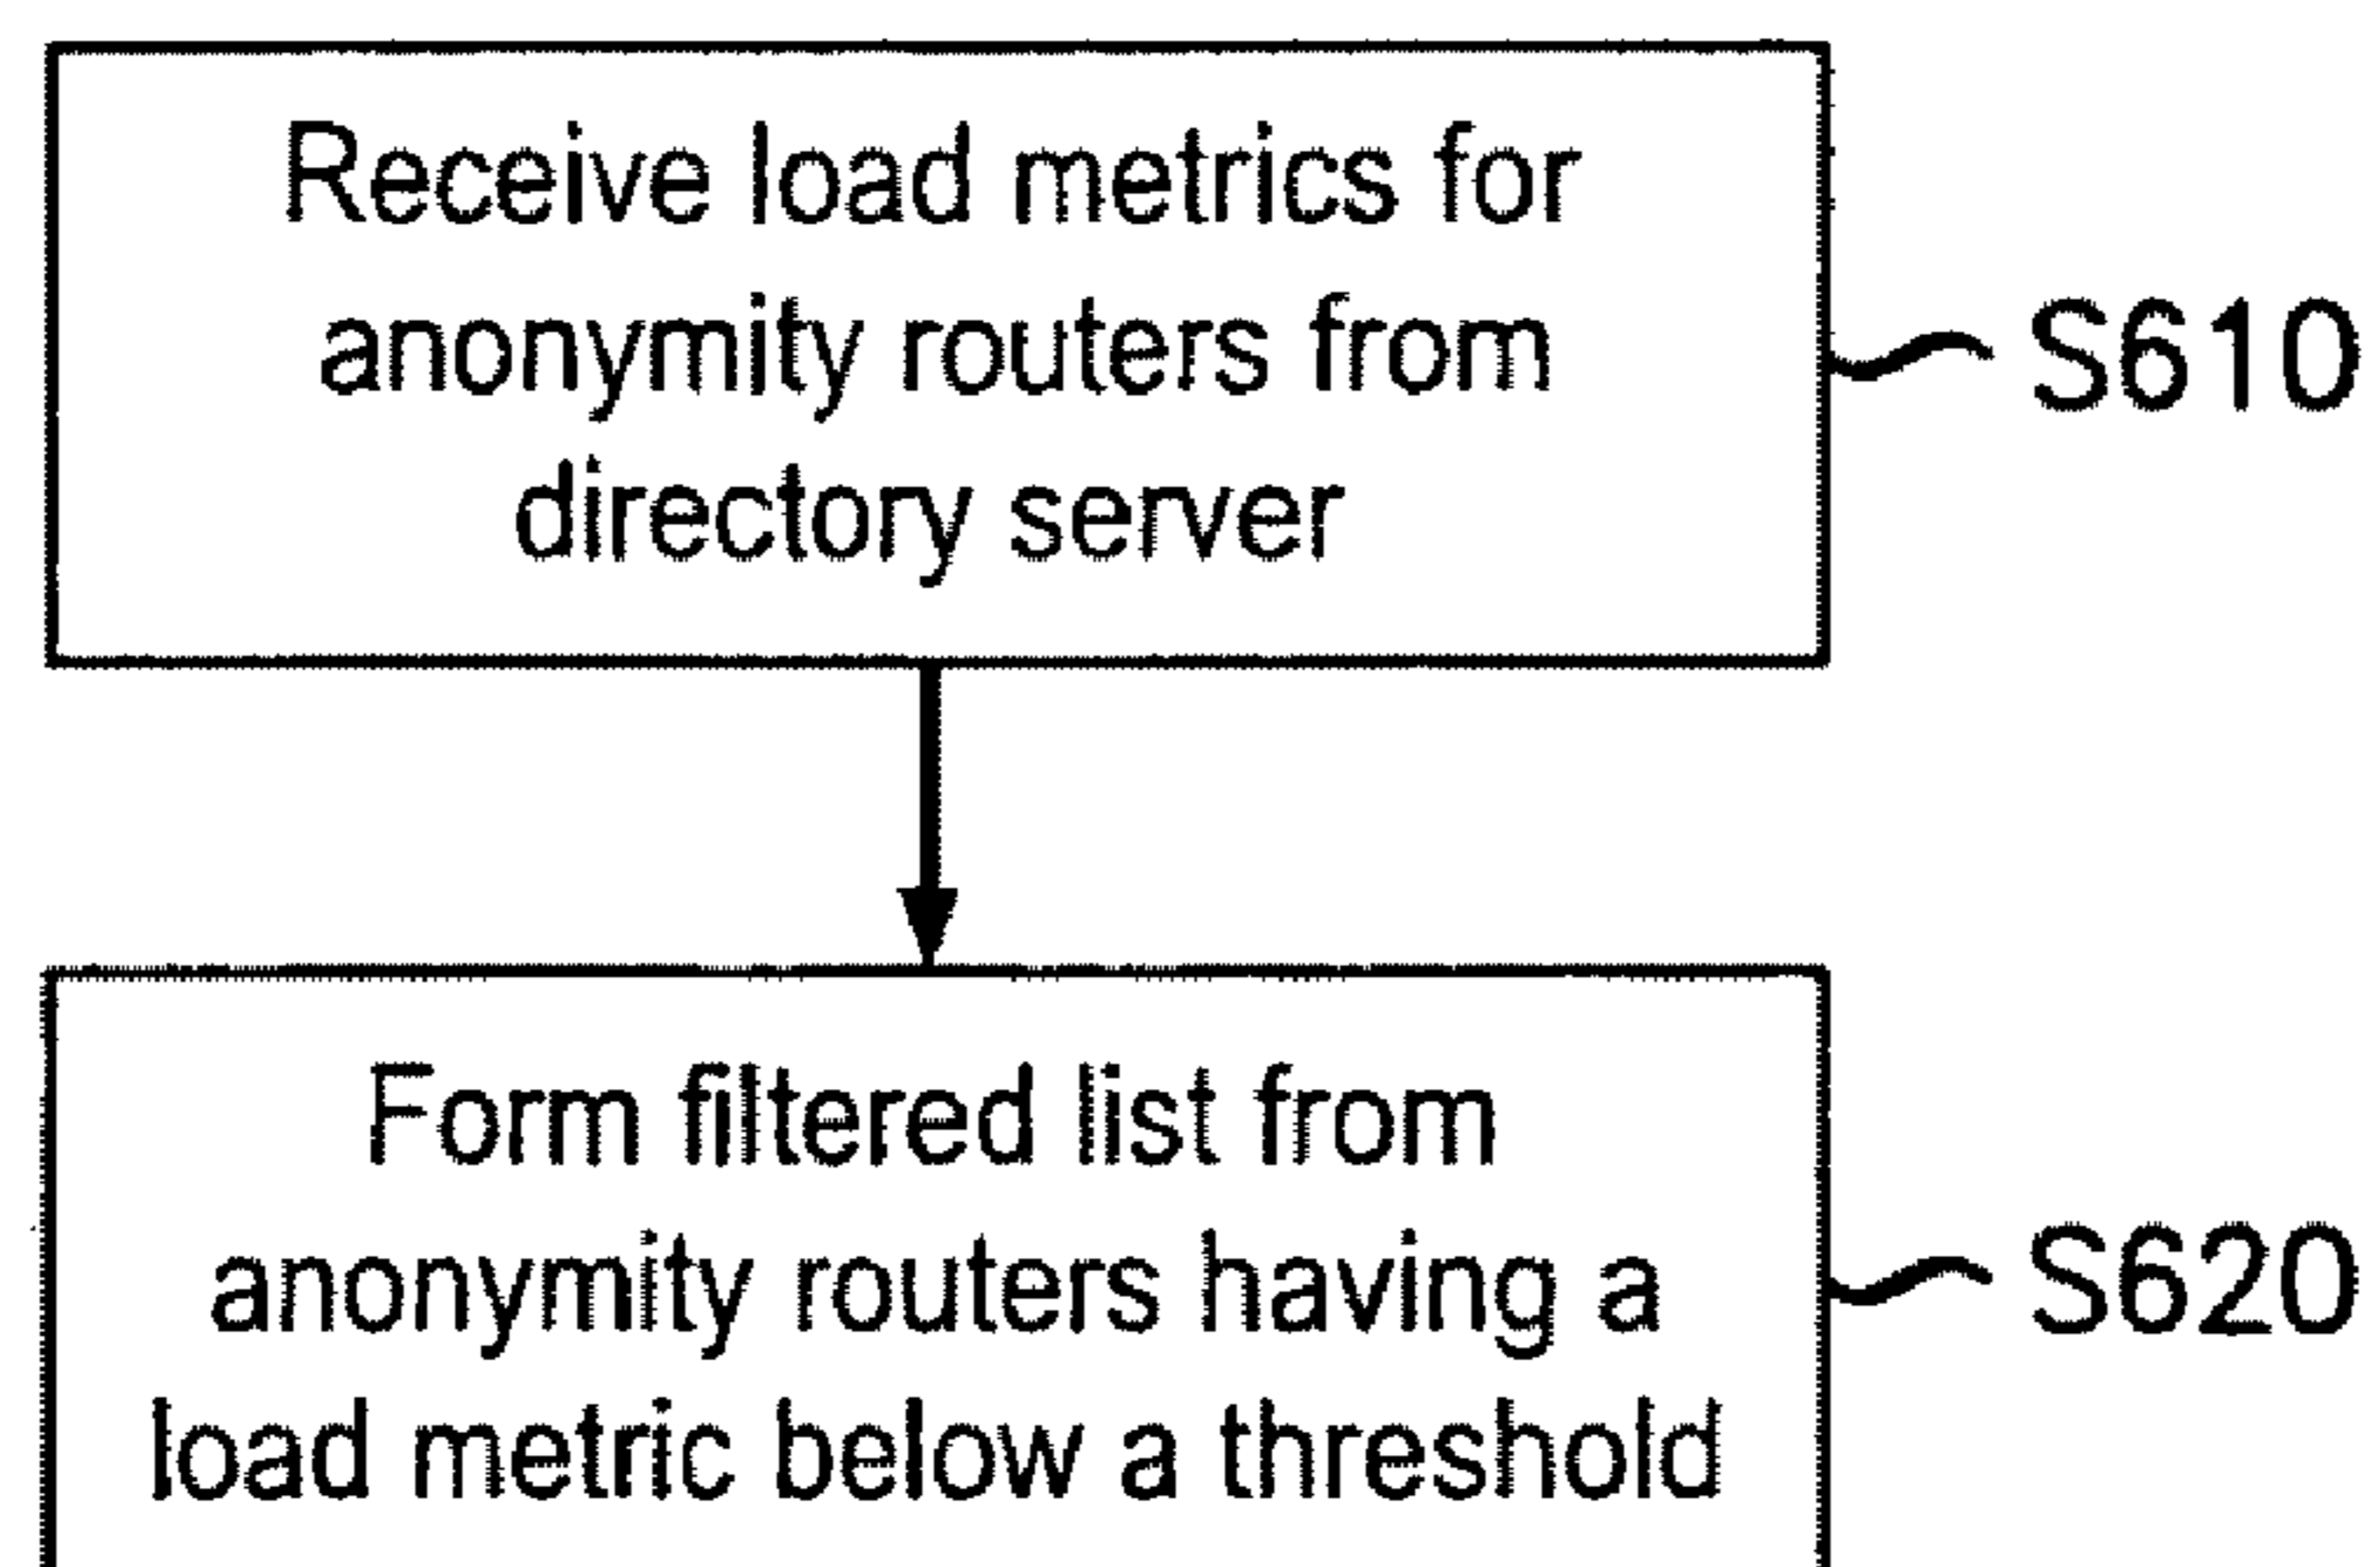 Receive load metrics for
anonymity routers from
directory server
S610
Form filtered list from
anonymity routers having a
load metric below a threshold
S620